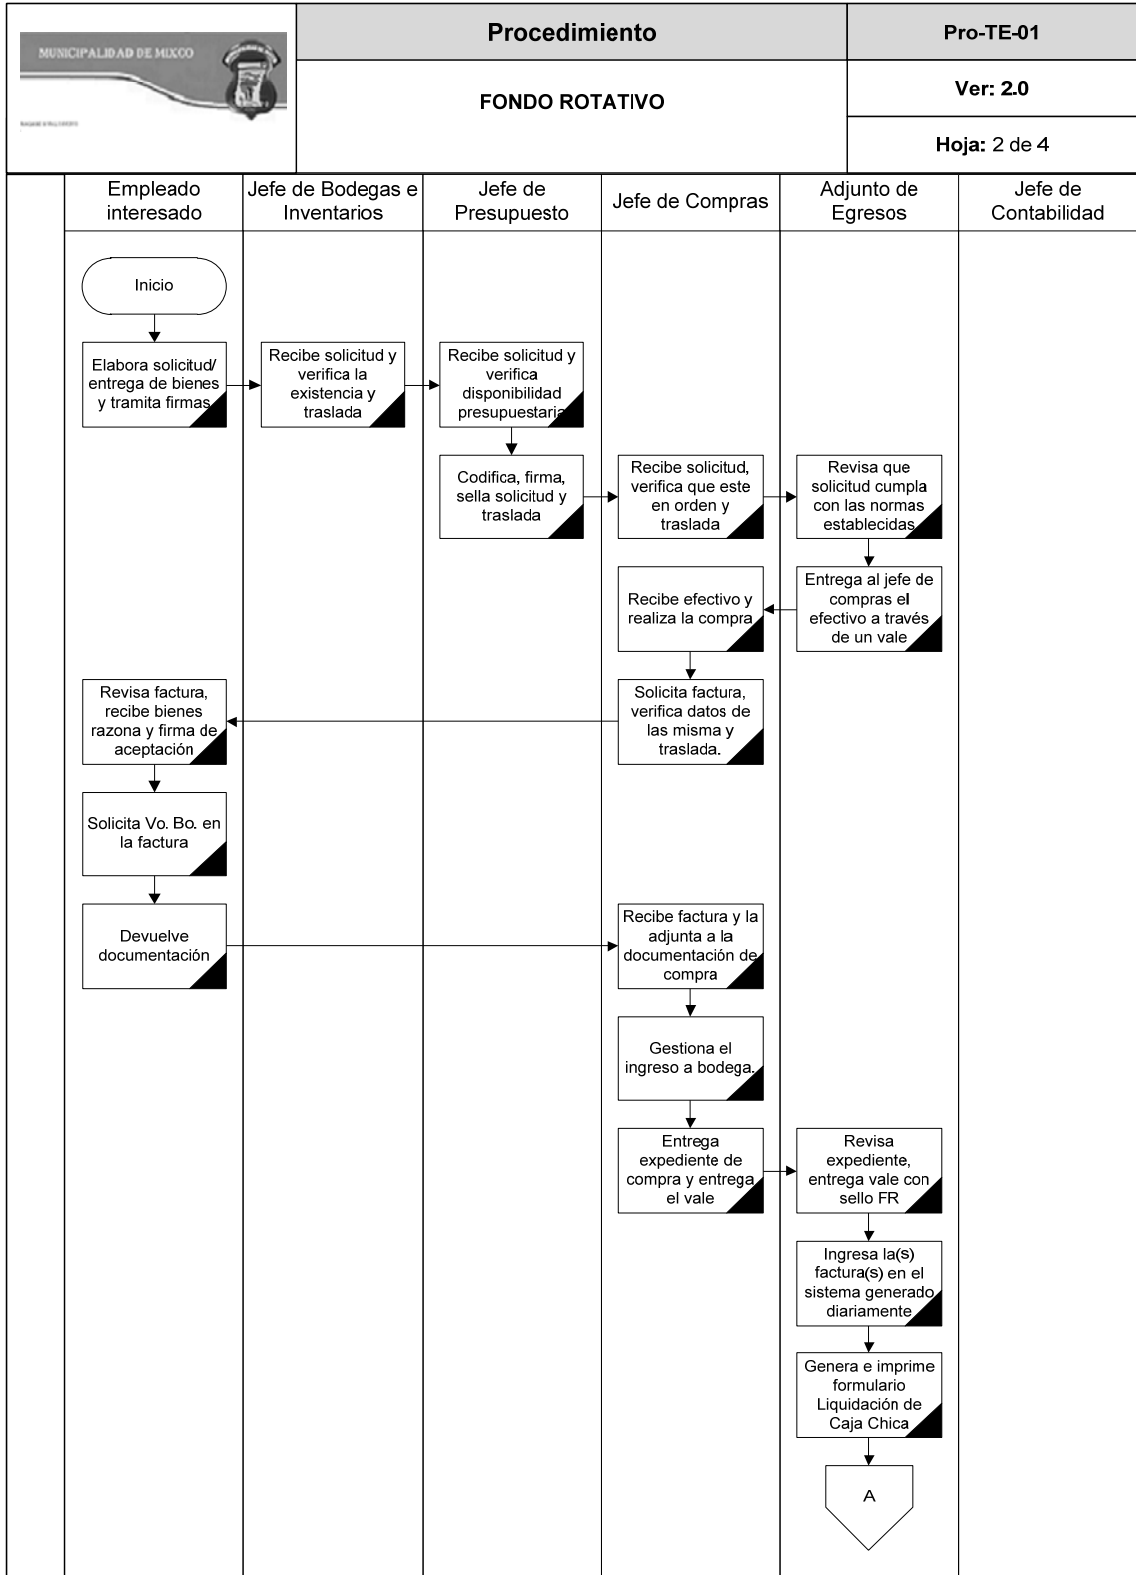 MUNICIPALIDAD DE MIXCO
Procedimiento
Pro-TE-01
FONDO ROTATIVO
Ver: 2.0
Hoja: 2 de 4
Empleado
interesado
Jefe de Bodegas e
Inventarios
Jefe de
Presupuesto
Jefe de Compras
Adjunto de
Egresos
Jefe de
Contabilidad
Inicio
Elabora solicitud/
entrega de bienes
y tramita firmas
Recibe solicitud y
verifica la
existencia y
traslada
Recibe solicitud y
verifica
disponibilidad
presupuestaria
Codifica, firma,
sella solicitud y
traslada
Recibe solicitud,
verifica que este
en orden y
traslada
Revisa que
solicitud cumpla
con las normas
establecidas
Entrega al jefe de
compras el
efectivo a través
de un vale
Recibe efectivo y
realiza la compra
Solicita factura,
verifica datos de
las misma y
traslada.
Revisa factura,
recibe bienes
razona y firma de
aceptación
Solicita Vo. Bo. en
la factura
Devuelve
documentación
Recibe factura y la
adjunta a la
documentación de
compra
Gestiona el
ingreso a bodega.
Entrega
expediente de
compra y entrega
el vale
Revisa
expediente,
entrega vale con
sello FR
Ingresa la(s)
factura(s) en el
sistema generado
diariamente
Genera e imprime
formulario
Liquidación de
Caja Chica
A